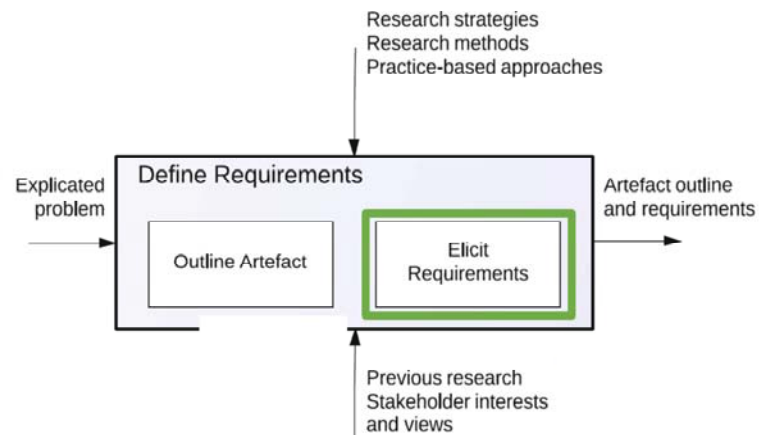 Research strategies
Research methods
Practice-based approaches
Define Requirements
Explicated
problem
Outline Artefact
Elicit
Requirements
Artefact outline
and requirements
Previous research
Stakeholder interests
and views